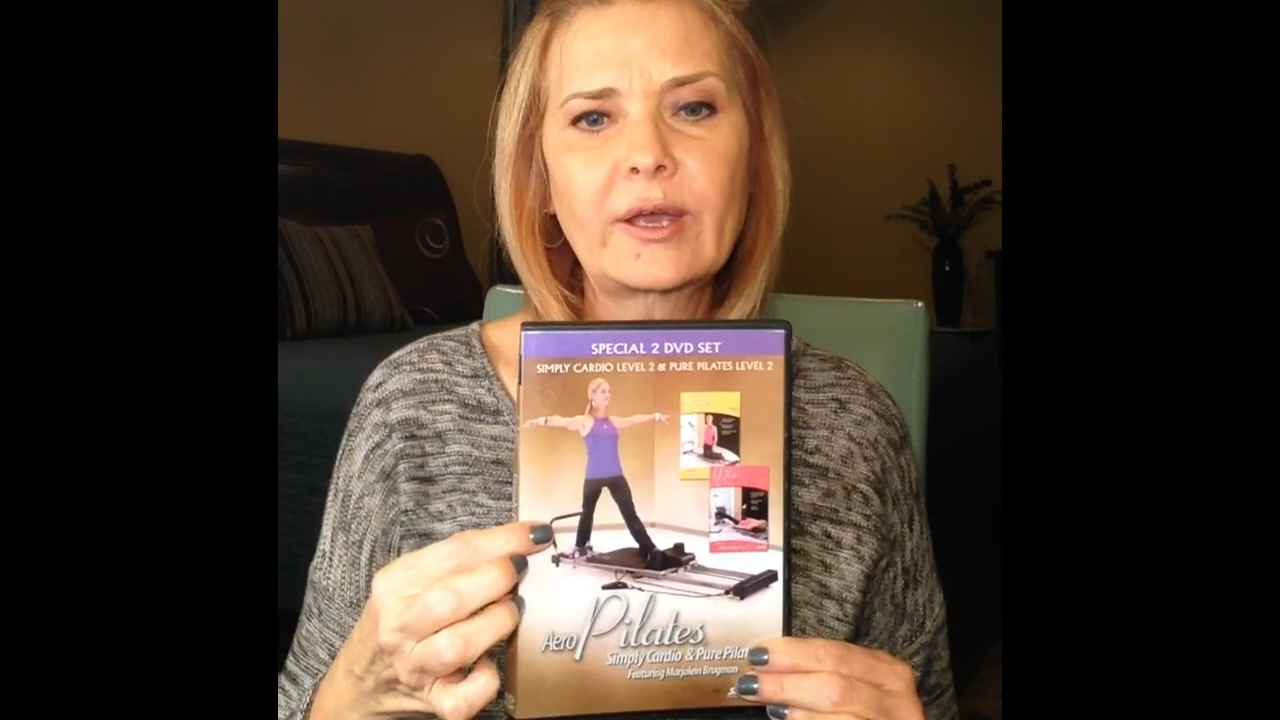 SPECIAL 2 DVD SET
SIMPLY CARDIO LEVEL 2 & PURE PILATES LEVEL 2
Aero Pilates
Simply Cardio & Pure Pilat
Featuring Marjolein Brugman